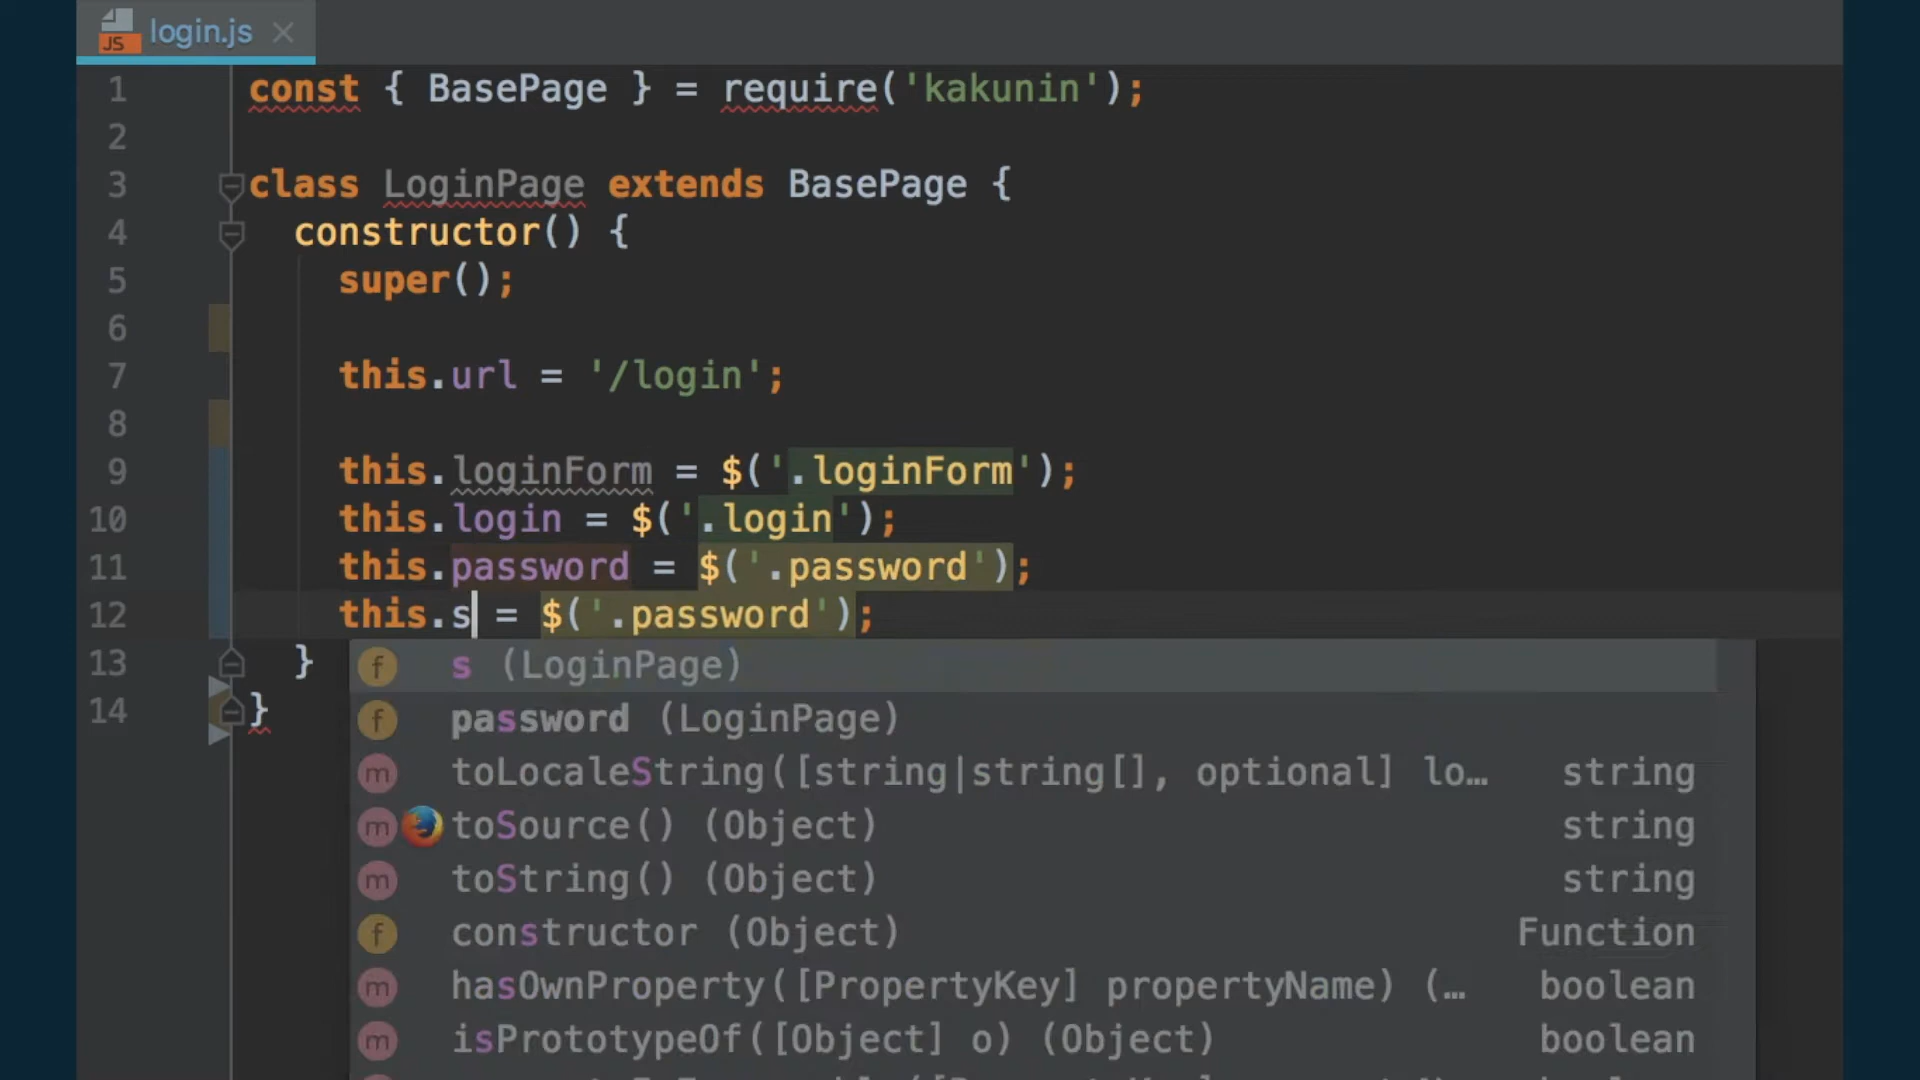 JS login.js
1 const { BasePage } = require('kakunin');
2
3 class LoginPage extends BasePage {
4 constructor() {
5 super();
6
7 this.url = '/login';
8
9 this.loginForm = $('.loginForm');
10 this.login = $('.login');
11 this.password = $('.password');
12 this.s = $('.password');
13 }
14 }
f s (LoginPage)
f password (LoginPage)
m toLocaleString([string|string[], optional] lo… string
m toSource() (Object) string
m toString() (Object) string
f constructor (Object) Function
m hasOwnProperty([PropertyKey] propertyName) (… boolean
m isPrototypeOf([Object] o) (Object) boolean